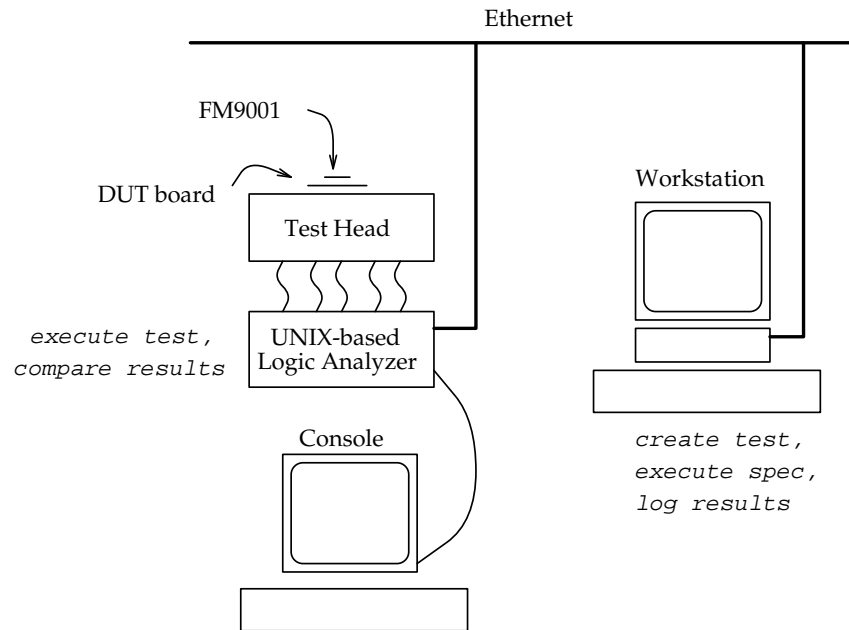 Ethernet
FM9001
DUT board
Workstation
Test Head
execute test,
compare results
UNIX-based
Logic Analyzer
Console
create test,
execute spec,
log results